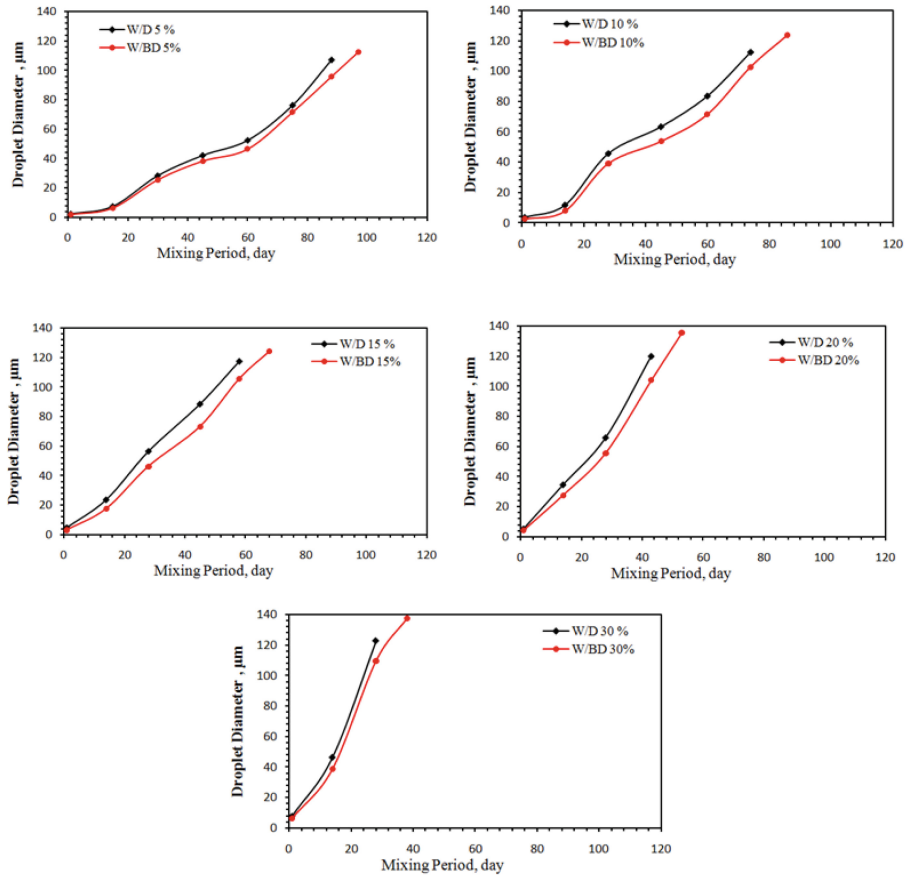 140
120
100
80
60
40
20
0
Droplet Diameter , µm
W/D 5 %
W/BD 5%
0 20 40 60 80 100 120
Mixing Period, day
140
120
100
80
60
40
20
0
Droplet Diameter , µm
W/D 10 %
W/BD 10%
0 20 40 60 80 100 120
Mixing Period, day
140
120
100
80
60
40
20
0
Droplet Diameter , µm
W/D 15 %
W/BD 15%
0 20 40 60 80 100 120
Mixing Period, day
140
120
100
80
60
40
20
0
Droplet Diameter , µm
W/D 20 %
W/BD 20%
0 20 40 60 80 100 120
Mixing Period, day
140
120
100
80
60
40
20
0
Droplet Diameter , µm
W/D 30 %
W/BD 30%
0 20 40 60 80 100 120
Mixing Period, day